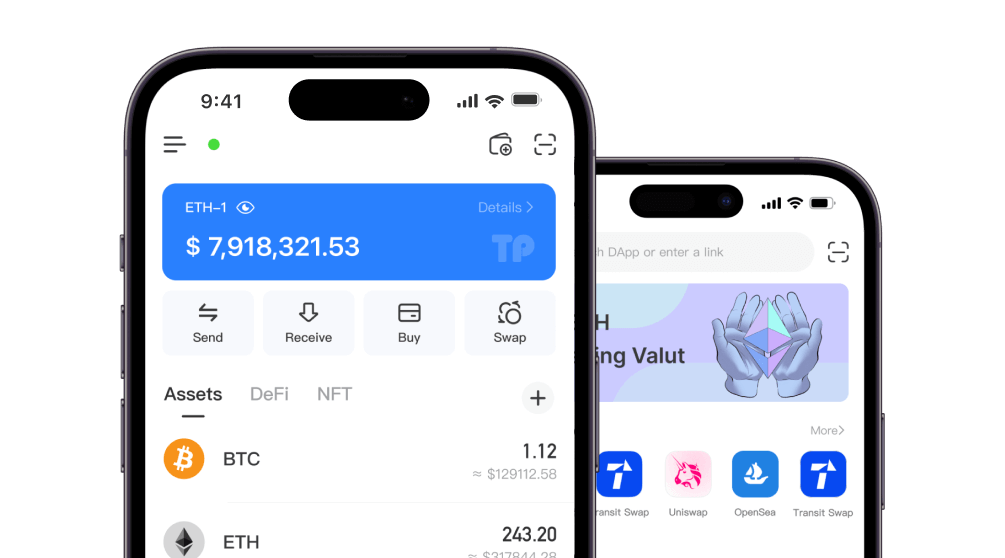 9:41
ETH-1
Details
$ 7,918,321.53
TP
Send
Receive
Buy
Swap
Assets
DeFi
NFT
BTC
1.12
≈ $129112.58
ETH
243.20
≈ $317844.28
DApp or enter a link
Valut
More
Swap
Uniswap
OpenSea
Transit Swap